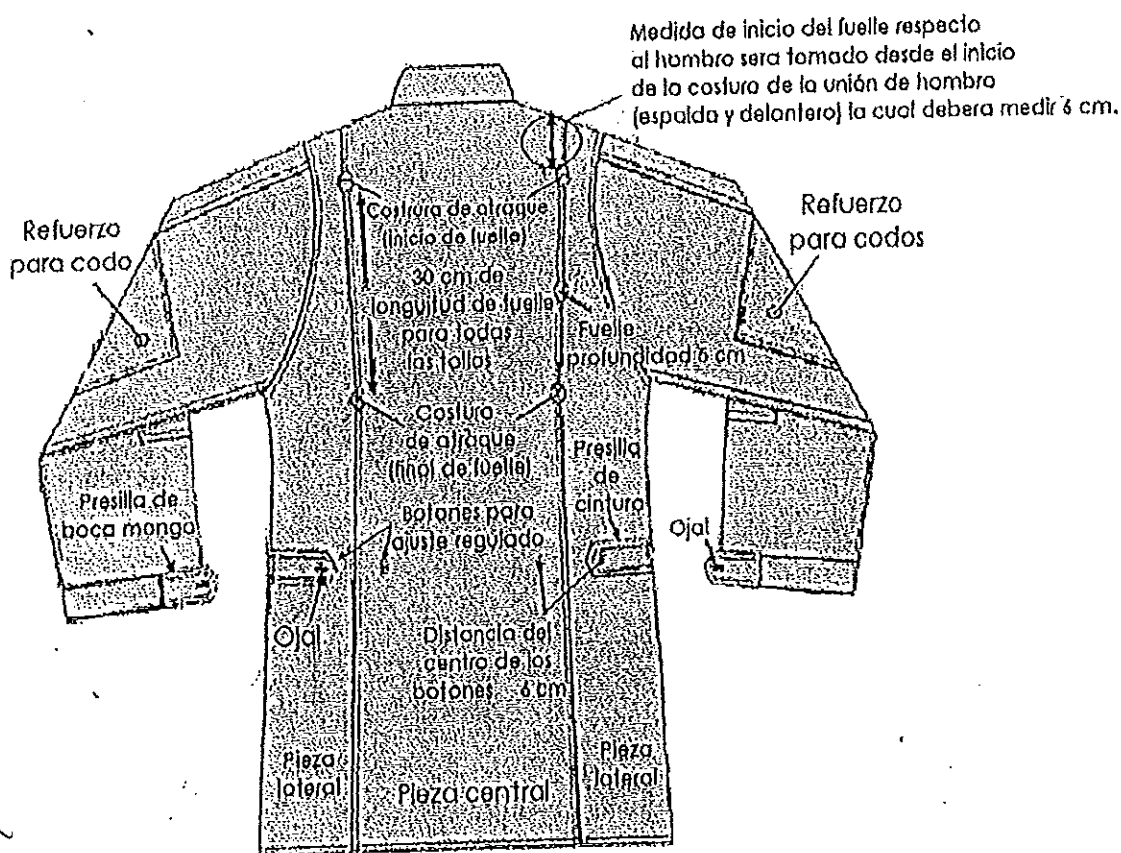 Medida de inicio del fuelle respecto
al hombro sera tomado desde el inicio
de la costura de la unión de hombro
(espalda y delantero) la cual debera medir 6 cm.
Refuerzo
para codo
Costura de atraque
(inicio de fuelle)
Refuerzo
para codos
30 cm de
longuitud de fuelle
para todas
las tallas
Fuelle
profundidad 6 cm
Costura
de atraque
(final de fuelle)
Presilla
de
cintura
Presilla de
boca manga
Botones para
ajuste regulado
Ojal
Ojal
Distancia del
centro de los
botones 6 cm
Pieza
lateral
Pieza central
Pieza
lateral